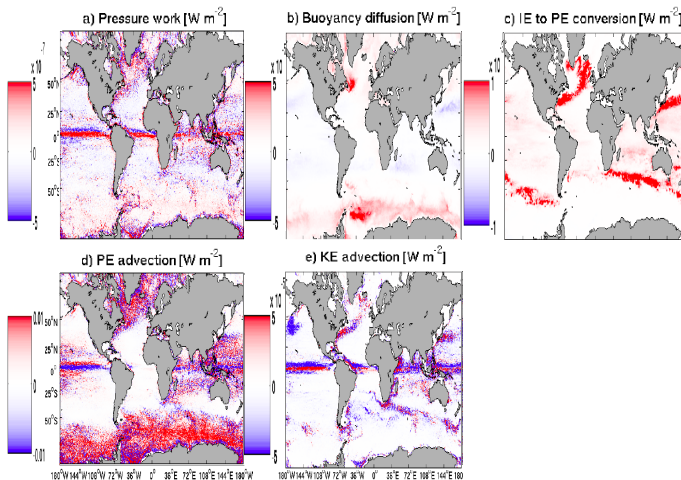 a) Pressure work [W m⁻²]
b) Buoyancy diffusion [W m⁻²]
c) IE to PE conversion [W m⁻²]
x 10⁻⁷
5
0
-5
50°N
25°N
0°
25°S
50°S
x 10
5
0
-5
x 10
1
0
-1
d) PE advection [W m⁻²]
e) KE advection [W m⁻²]
0.01
0
-0.01
50°N
25°N
0°
25°S
50°S
x 10
5
0
5
180°W 144°W 108°W 72°W 36°W 0° 36°E 72°E 108°E 144°E 180°W
180°W 144°W 108°W 72°W 36°W 0° 36°E 72°E 108°E 144°E 180